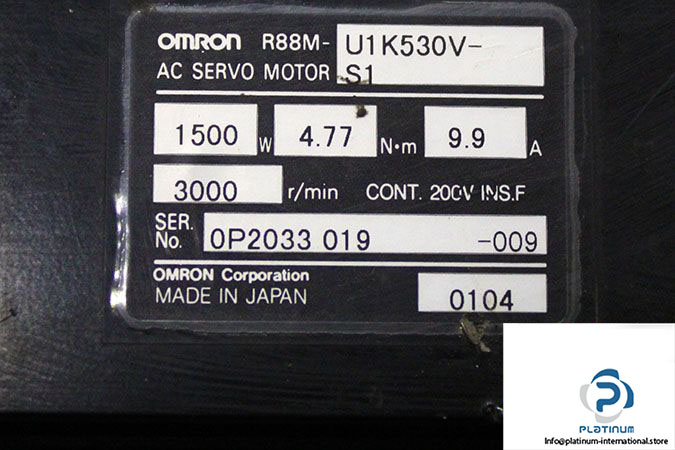 OMRON R88M- U1K530V-
AC SERVO MOTOR S1
1500 W 4.77 N·m 9.9 A
3000 r/min CONT. 200V INS.F
SER. No. 0P2033 019 -009
OMRON Corporation
MADE IN JAPAN 0104
P
PLATINUM
Info@platinum-international.store